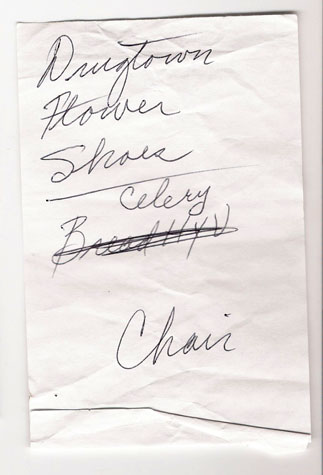 Drugtown
Flower
Shoes
Celery
Bread
Chair